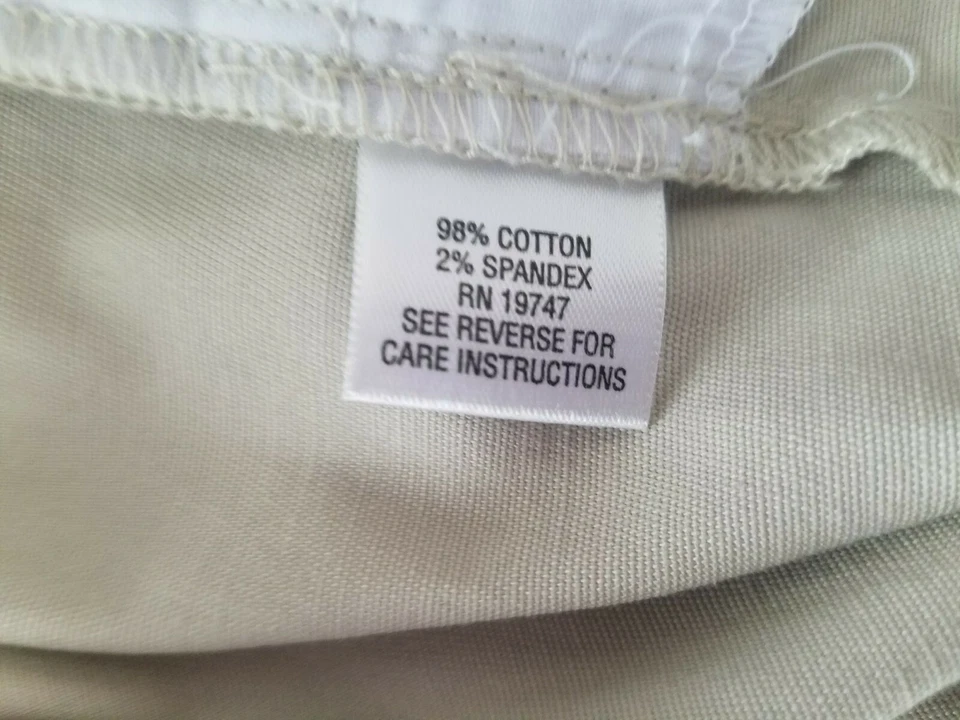 98% COTTON
2% SPANDEX
RN 19747
SEE REVERSE FOR
CARE INSTRUCTIONS